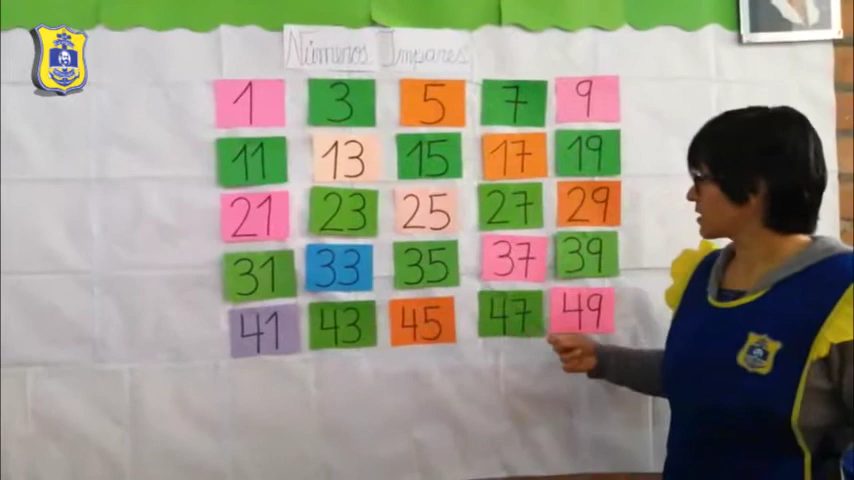 Números Impares
1 3 5 7 9
11 13 15 17 19
21 23 25 27 29
31 33 35 37 39
41 43 45 47 49